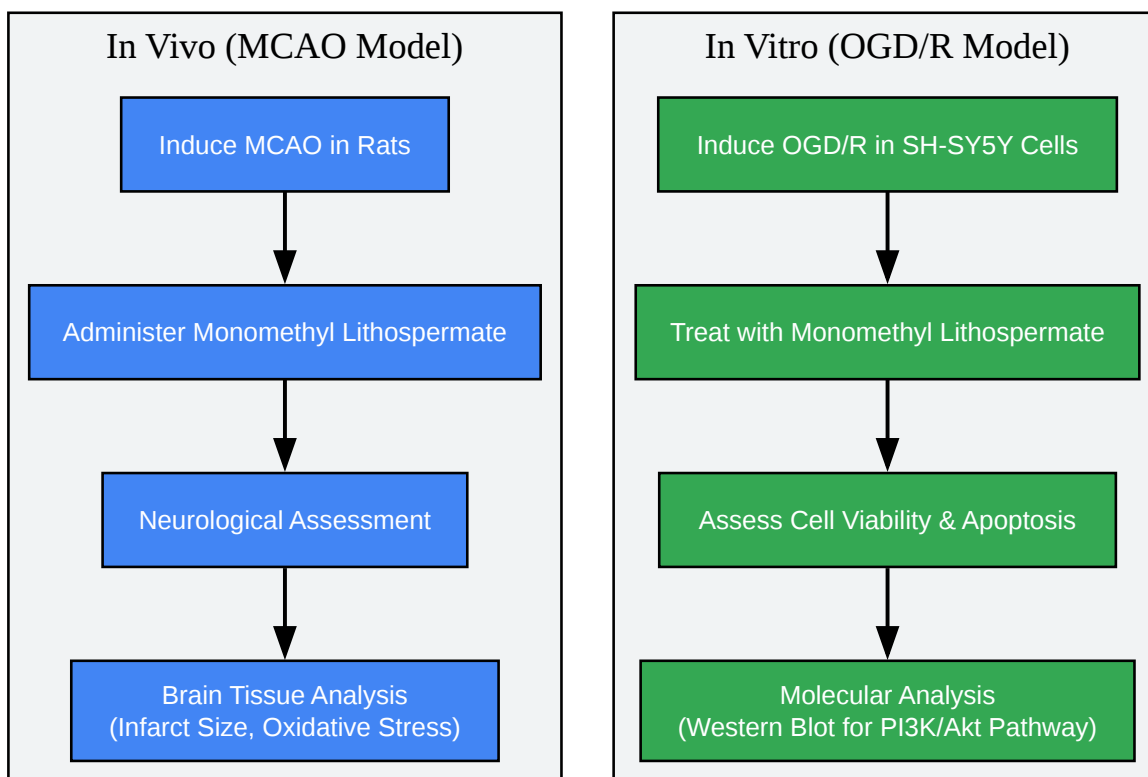 In Vivo (MCAO Model)
Induce MCAO in Rats
Administer Monomethyl Lithospermate
Neurological Assessment
Brain Tissue Analysis
(Infarct Size, Oxidative Stress)
In Vitro (OGD/R Model)
Induce OGD/R in SH-SY5Y Cells
Treat with Monomethyl Lithospermate
Assess Cell Viability & Apoptosis
Molecular Analysis
(Western Blot for PI3K/Akt Pathway)